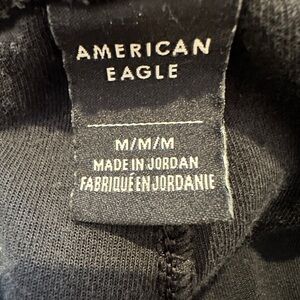 AMERICAN
EAGLE
M/M/M
MADE IN JORDAN
FABRIQUÉ EN JORDANIE